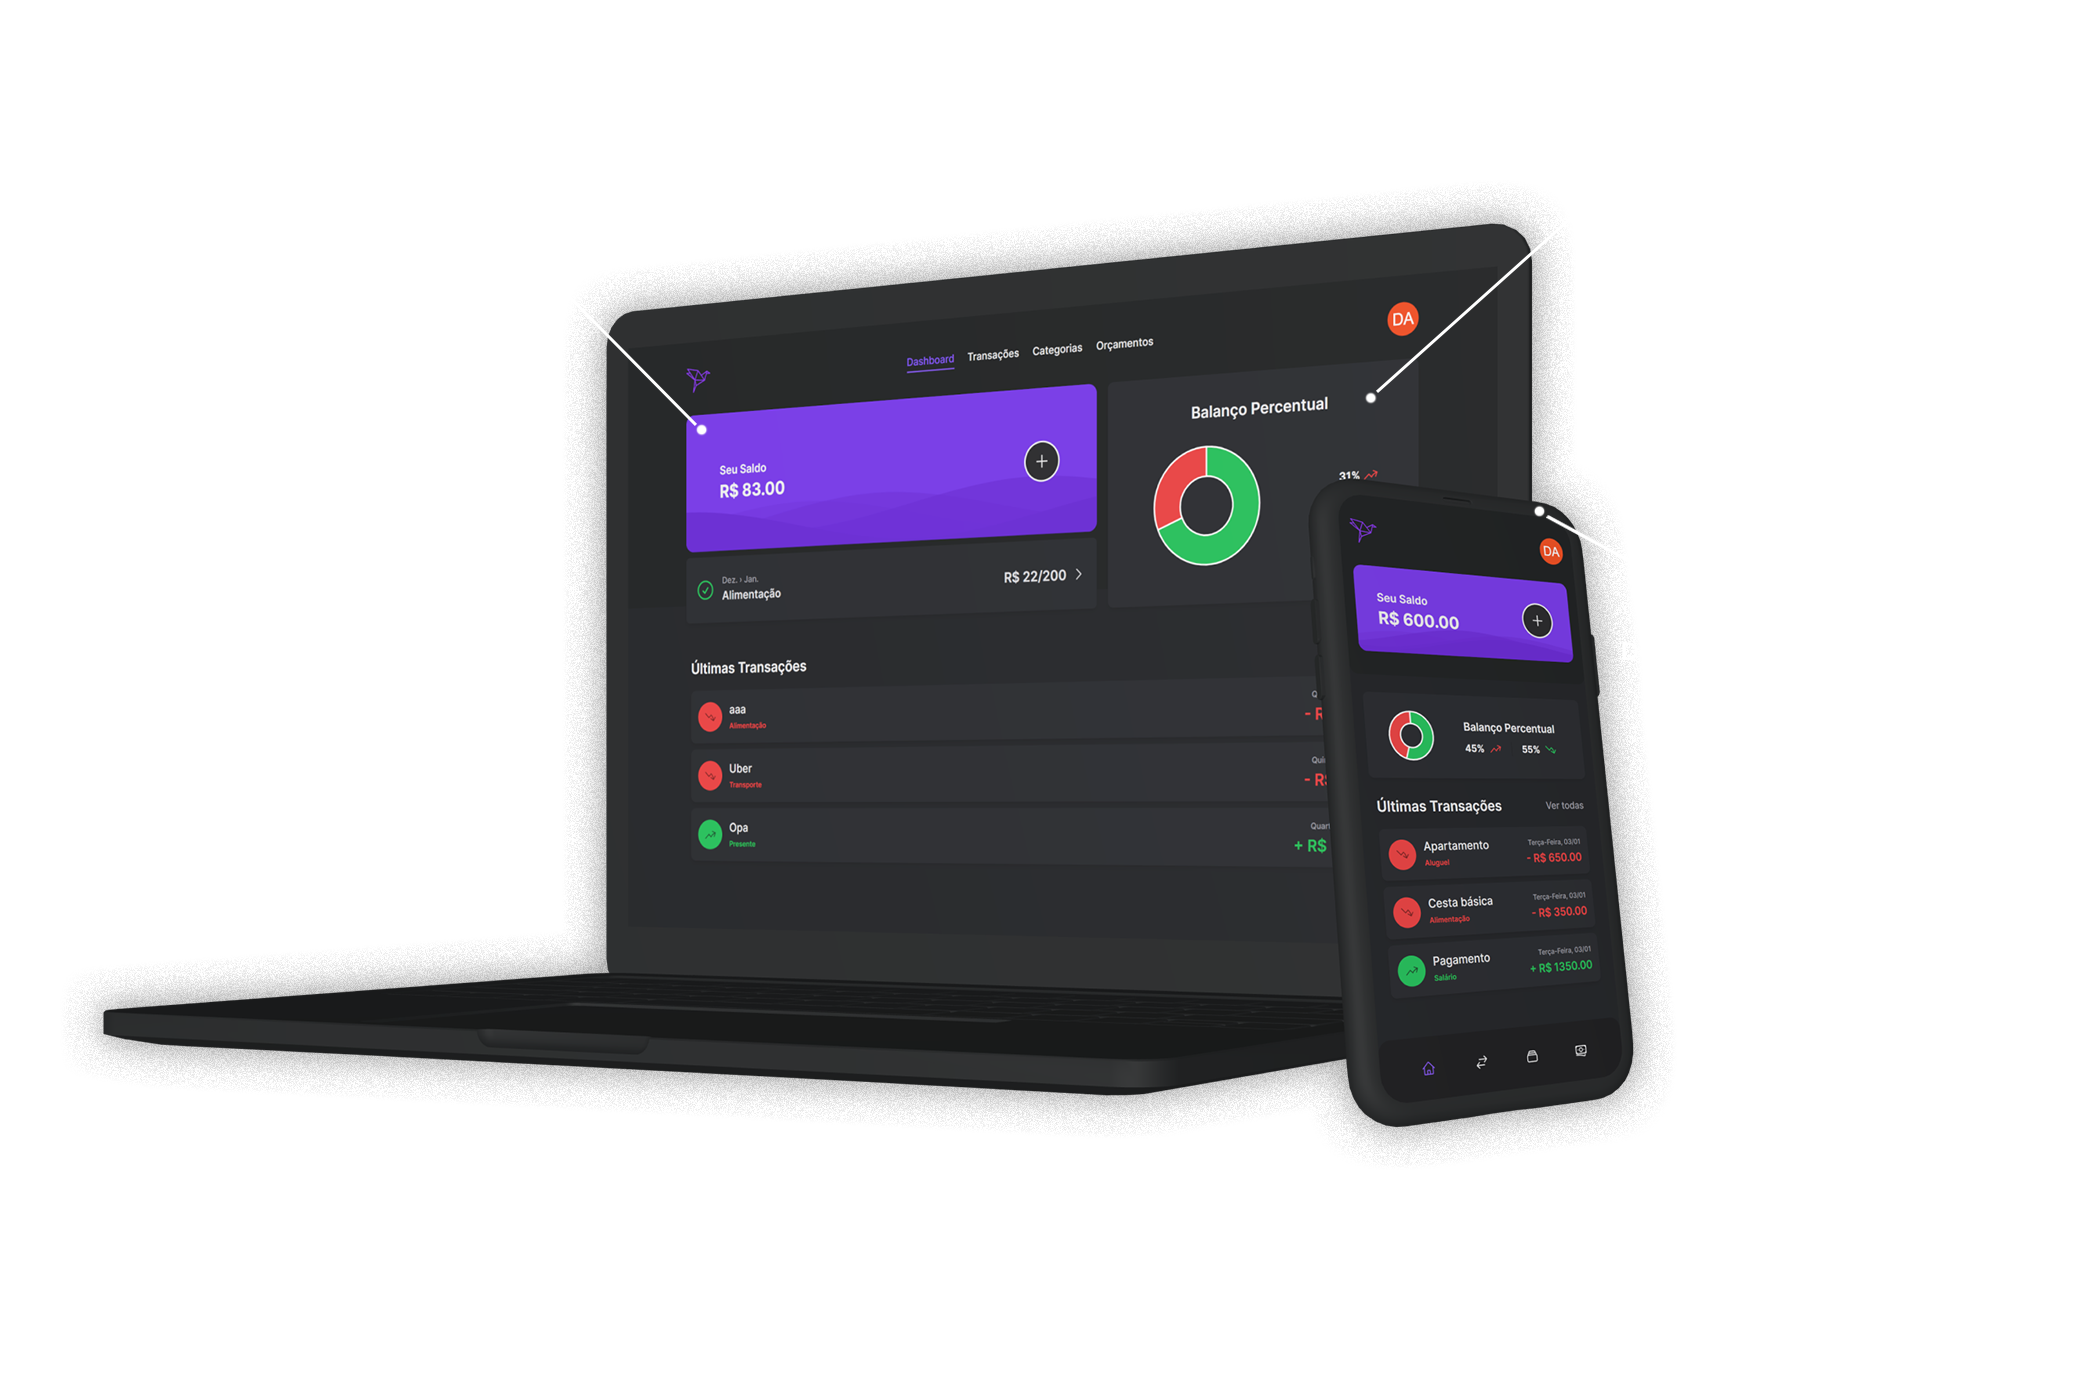 DA
Dashboard Transações Categorias Orçamentos
Balanço Percentual
Seu Saldo
R$ 83.00
31%
Dez. › Jan.
Alimentação
R$ 22/200
Últimas Transações
aaa
Alimentação
Uber
Transporte
- R$
Opa
Presente
+ R$
DA
Seu Saldo
R$ 600.00
Balanço Percentual
45% 55%
Últimas Transações Ver todas
Apartamento
Aluguel
Terça-Feira, 03/01
- R$ 650.00
Cesta básica
Alimentação
Terça-Feira, 03/01
- R$ 350.00
Pagamento
Salário
Terça-Feira, 03/01
+ R$ 1350.00